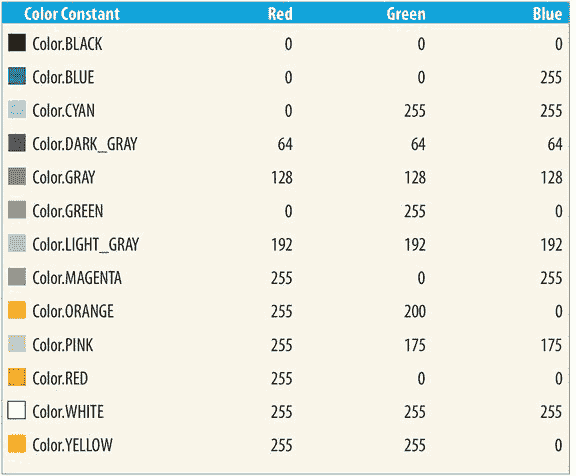 Color Constant Red Green Blue
Color.BLACK 0 0 0
Color.BLUE 0 0 255
Color.CYAN 0 255 255
Color.DARK_GRAY 64 64 64
Color.GRAY 128 128 128
Color.GREEN 0 255 0
Color.LIGHT_GRAY 192 192 192
Color.MAGENTA 255 0 255
Color.ORANGE 255 200 0
Color.PINK 255 175 175
Color.RED 255 0 0
Color.WHITE 255 255 255
Color.YELLOW 255 255 0